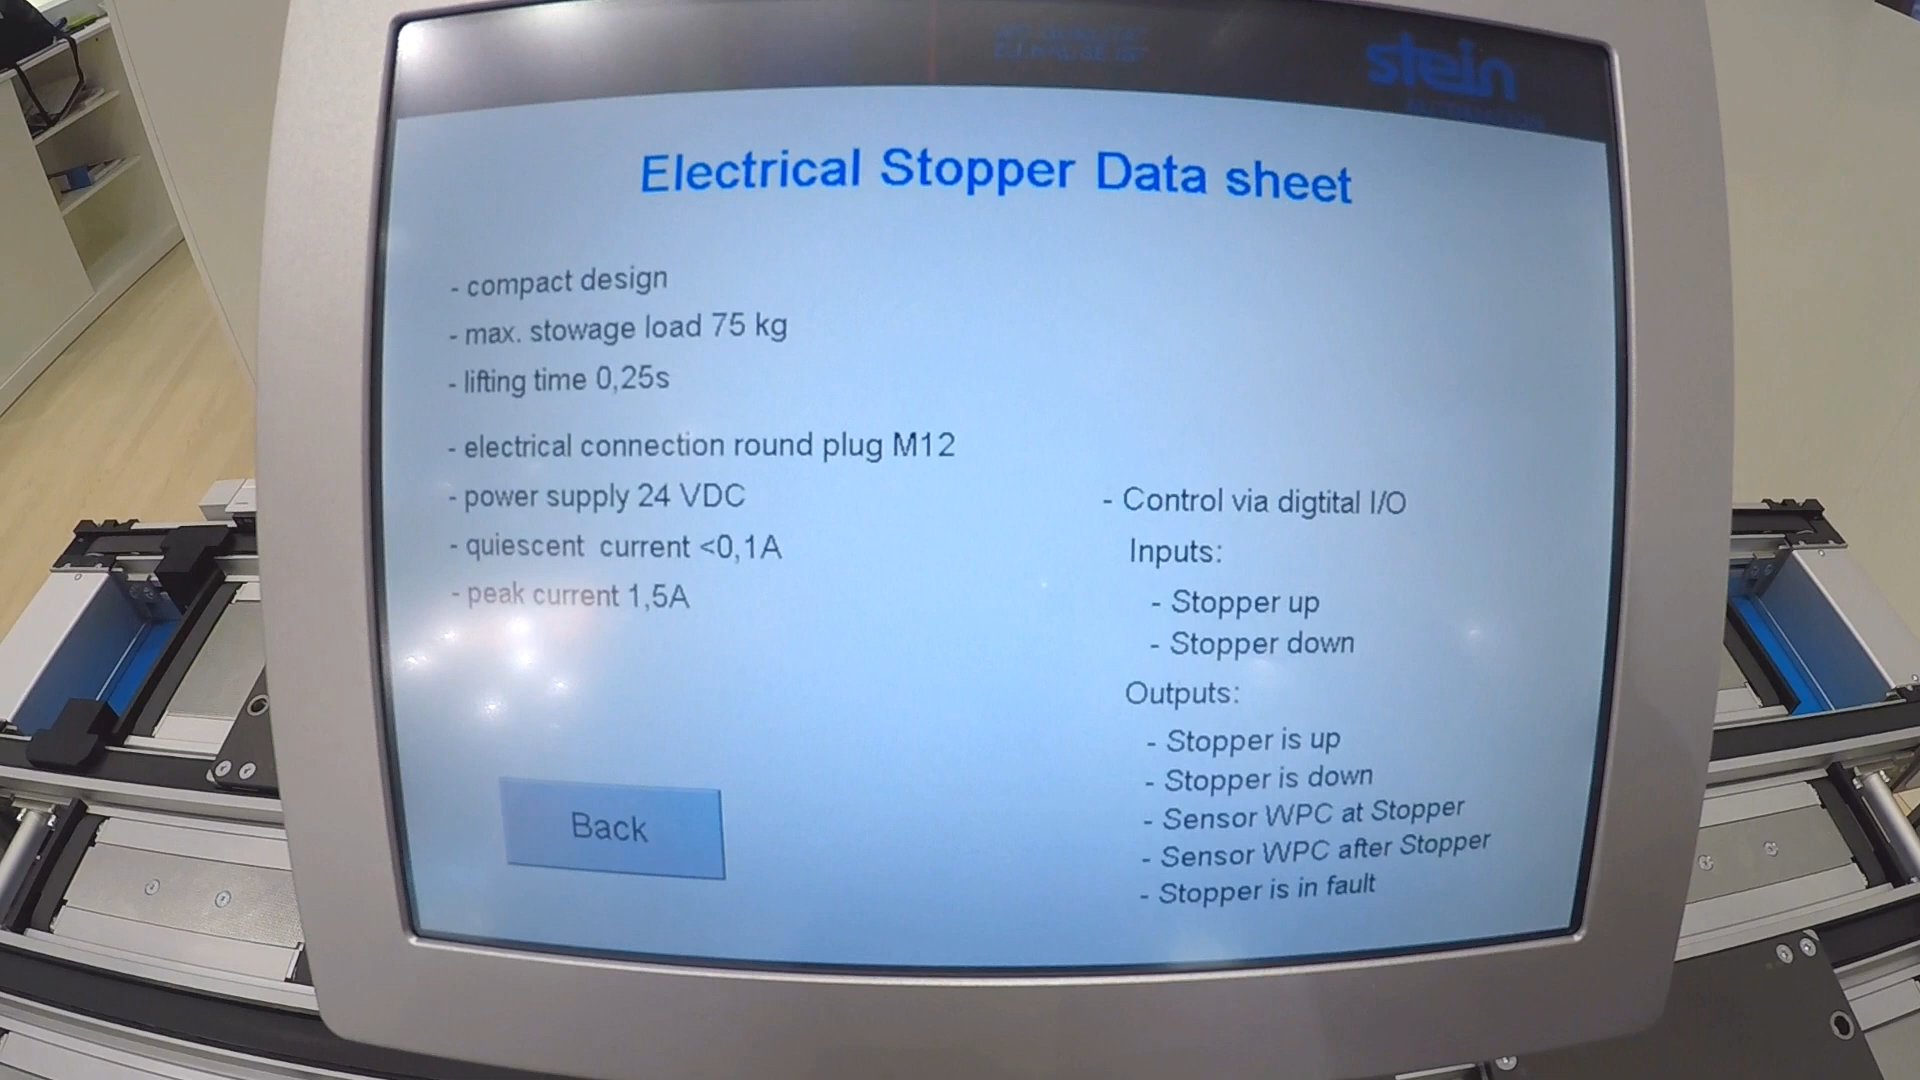 stein
Electrical Stopper Data sheet
- compact design
- max. stowage load 75 kg
- lifting time 0,25s
- electrical connection round plug M12
- power supply 24 VDC
- quiescent current <0,1A
- peak current 1,5A
- Control via digtital I/O
Inputs:
- Stopper up
- Stopper down
Outputs:
- Stopper is up
- Stopper is down
- Sensor WPC at Stopper
- Sensor WPC after Stopper
- Stopper is in fault
Back